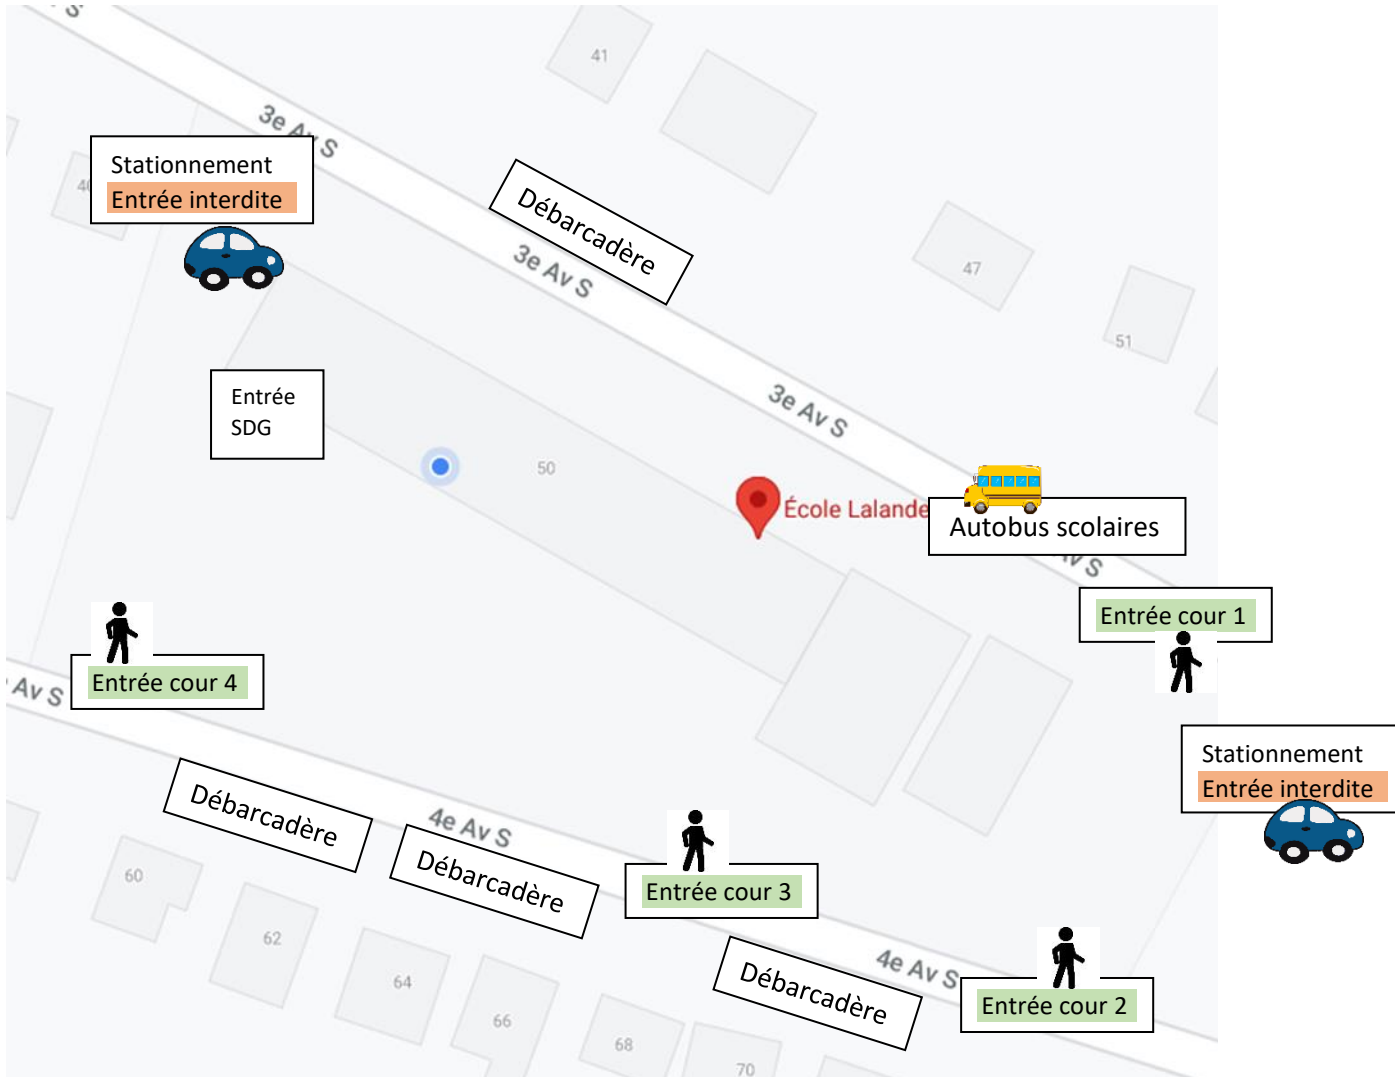 S
41
3e Av S
Stationnement
Entrée interdite
40
Débarcadère
3e Av S
47
51
Entrée
SDG
3e Av S
50
École Lalande
Autobus scolaires
Av S
Entrée cour 1
Entrée cour 4
Av S
Stationnement
Entrée interdite
Débarcadère
4e Av S
Débarcadère
Entrée cour 3
60
62
64
66
68
70
Débarcadère
4e Av S
Entrée cour 2